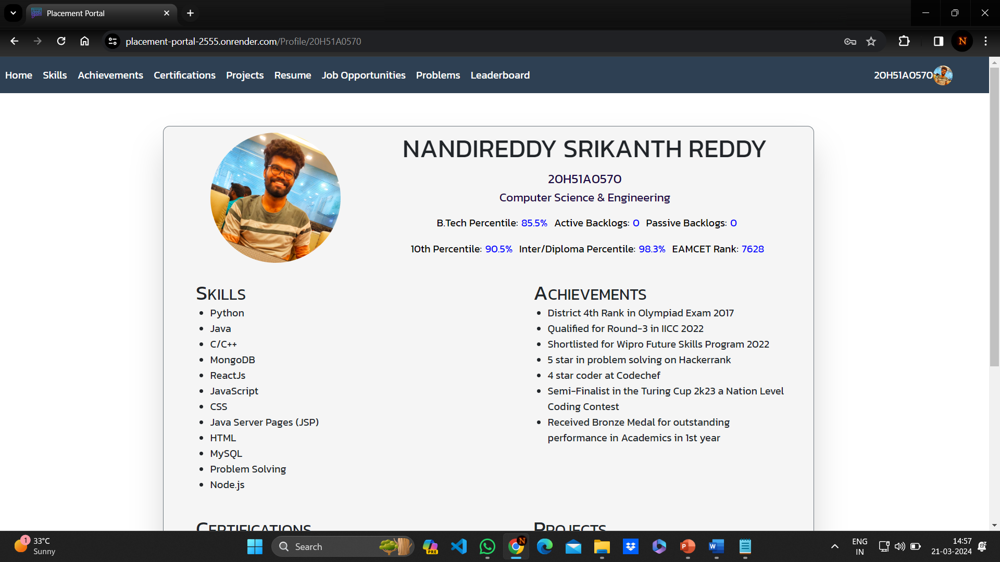 Placement Portal
placement-portal-2555.onrender.com/Profile/20H51A0570
N
Home Skills Achievements Certifications Projects Resume Job Opportunities Problems Leaderboard 20H51A0570
NANDIREDDY SRIKANTH REDDY
20H51A0570
Computer Science & Engineering
B.Tech Percentile: 85.5% Active Backlogs: 0 Passive Backlogs: 0
10th Percentile: 90.5% Inter/Diploma Percentile: 98.3% EAMCET Rank: 7628
SKILLS
Python
Java
C/C++
MongoDB
ReactJs
JavaScript
CSS
Java Server Pages (JSP)
HTML
MySQL
Problem Solving
Node.js
ACHIEVEMENTS
District 4th Rank in Olympiad Exam 2017
Qualified for Round-3 in IICC 2022
Shortlisted for Wipro Future Skills Program 2022
5 star in problem solving on Hackerrank
4 star coder at Codechef
Semi-Finalist in the Turing Cup 2k23 a Nation Level
Coding Contest
Received Bronze Medal for outstanding
performance in Academics in 1st year
CERTIFICATIONS
PROJECTS
1
33°C
Sunny
Search
PRE
N
P
W
ENG
IN
14:57
21-03-2024